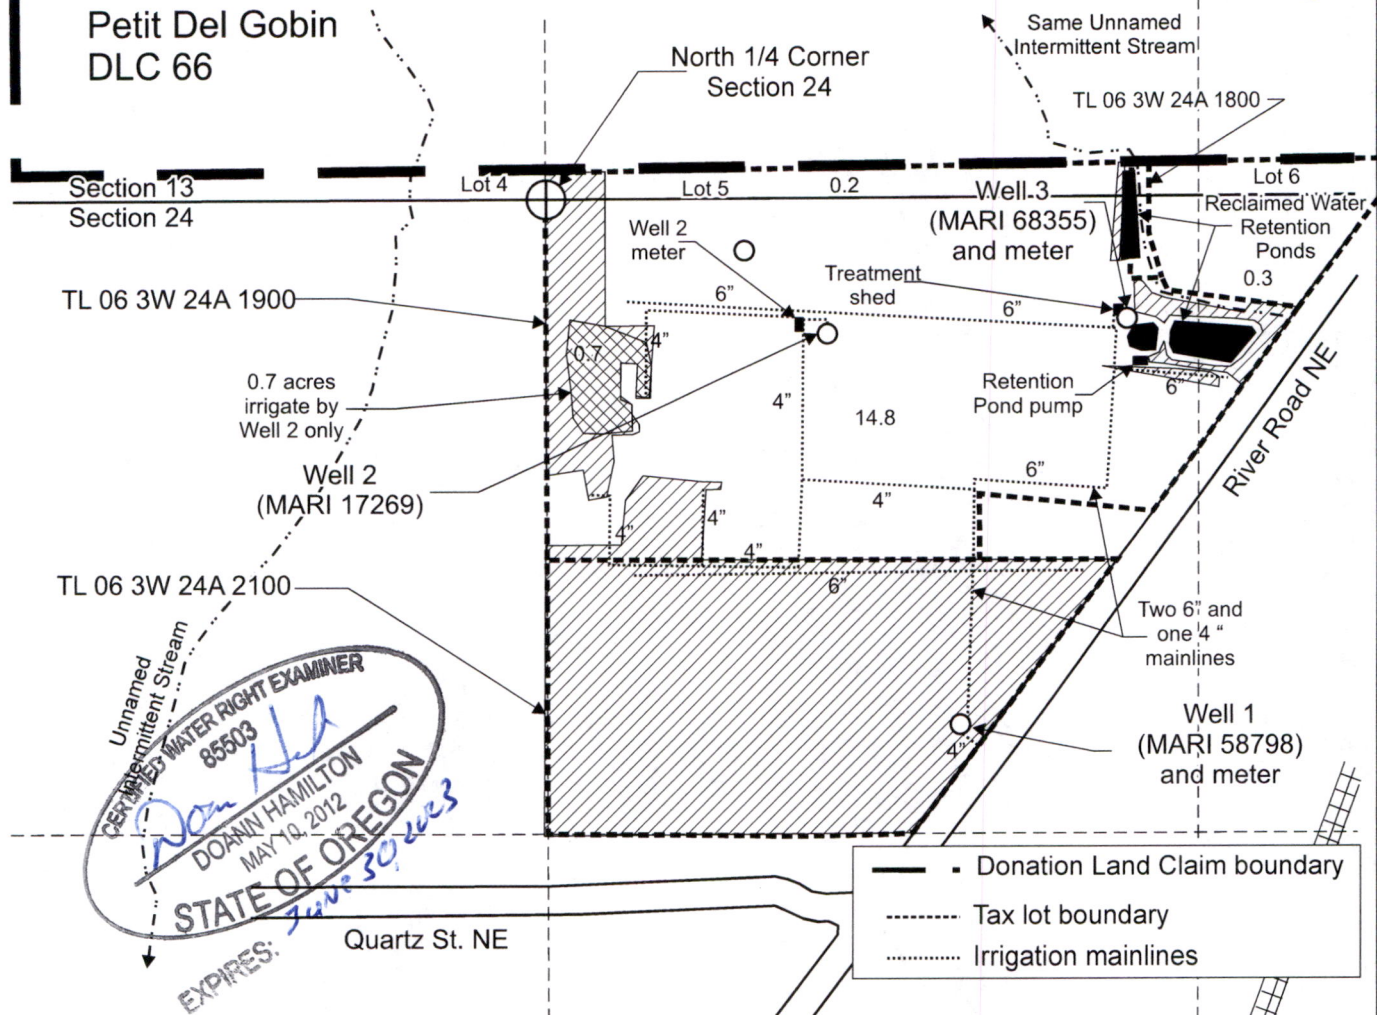 Petit Del Gobin
DLC 66
North 1/4 Corner
Section 24
Same Unnamed
Intermittent Stream
TL 06 3W 24A 1800
Section 13
Section 24
Lot 4
Lot 5
0.2
Lot 6
Well 3
(MARI 68355)
and meter
Reclaimed Water
Retention
Ponds
0.3
Well 2
meter
Treatment
shed
TL 06 3W 24A 1900
6”
6”
4”
0.7
0.7 acres
irrigate by
Well 2 only
4”
14.8
Retention
Pond pump
6”
River Road NE
Well 2
(MARI 17269)
6”
4”
4”
4”
4”
TL 06 3W 24A 2100
6”
Two 6” and
one 4 “
mainlines
Unnamed
Intermittent Stream
Well 1
(MARI 58798)
and meter
4”
CERTIFIED WATER RIGHT EXAMINER
85503
DOANN HAMILTON
MAY 10, 2012
STATE OF OREGON
EXPIRES: JUNE 30, 2023
Quartz St. NE
Donation Land Claim boundary
Tax lot boundary
Irrigation mainlines